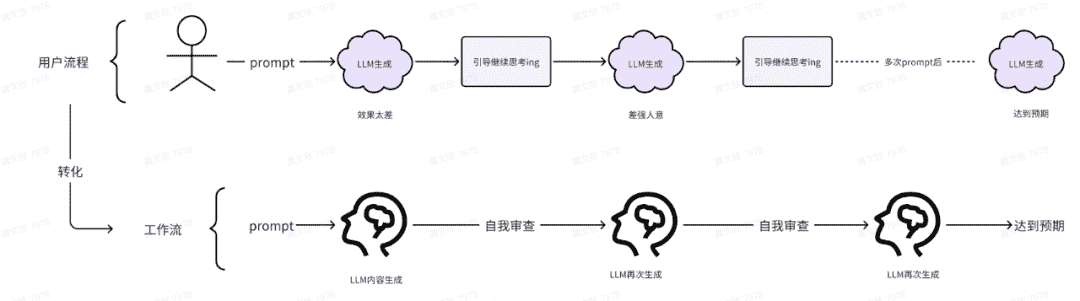 用户流程
prompt
LLM生成
效果太差
引导继续思考ing
LLM生成
差强人意
引导继续思考ing
多次prompt后
LLM生成
达到预期
转化
工作流
prompt
LLM内容生成
自我审查
LLM再次生成
自我审查
LLM再次生成
达到预期